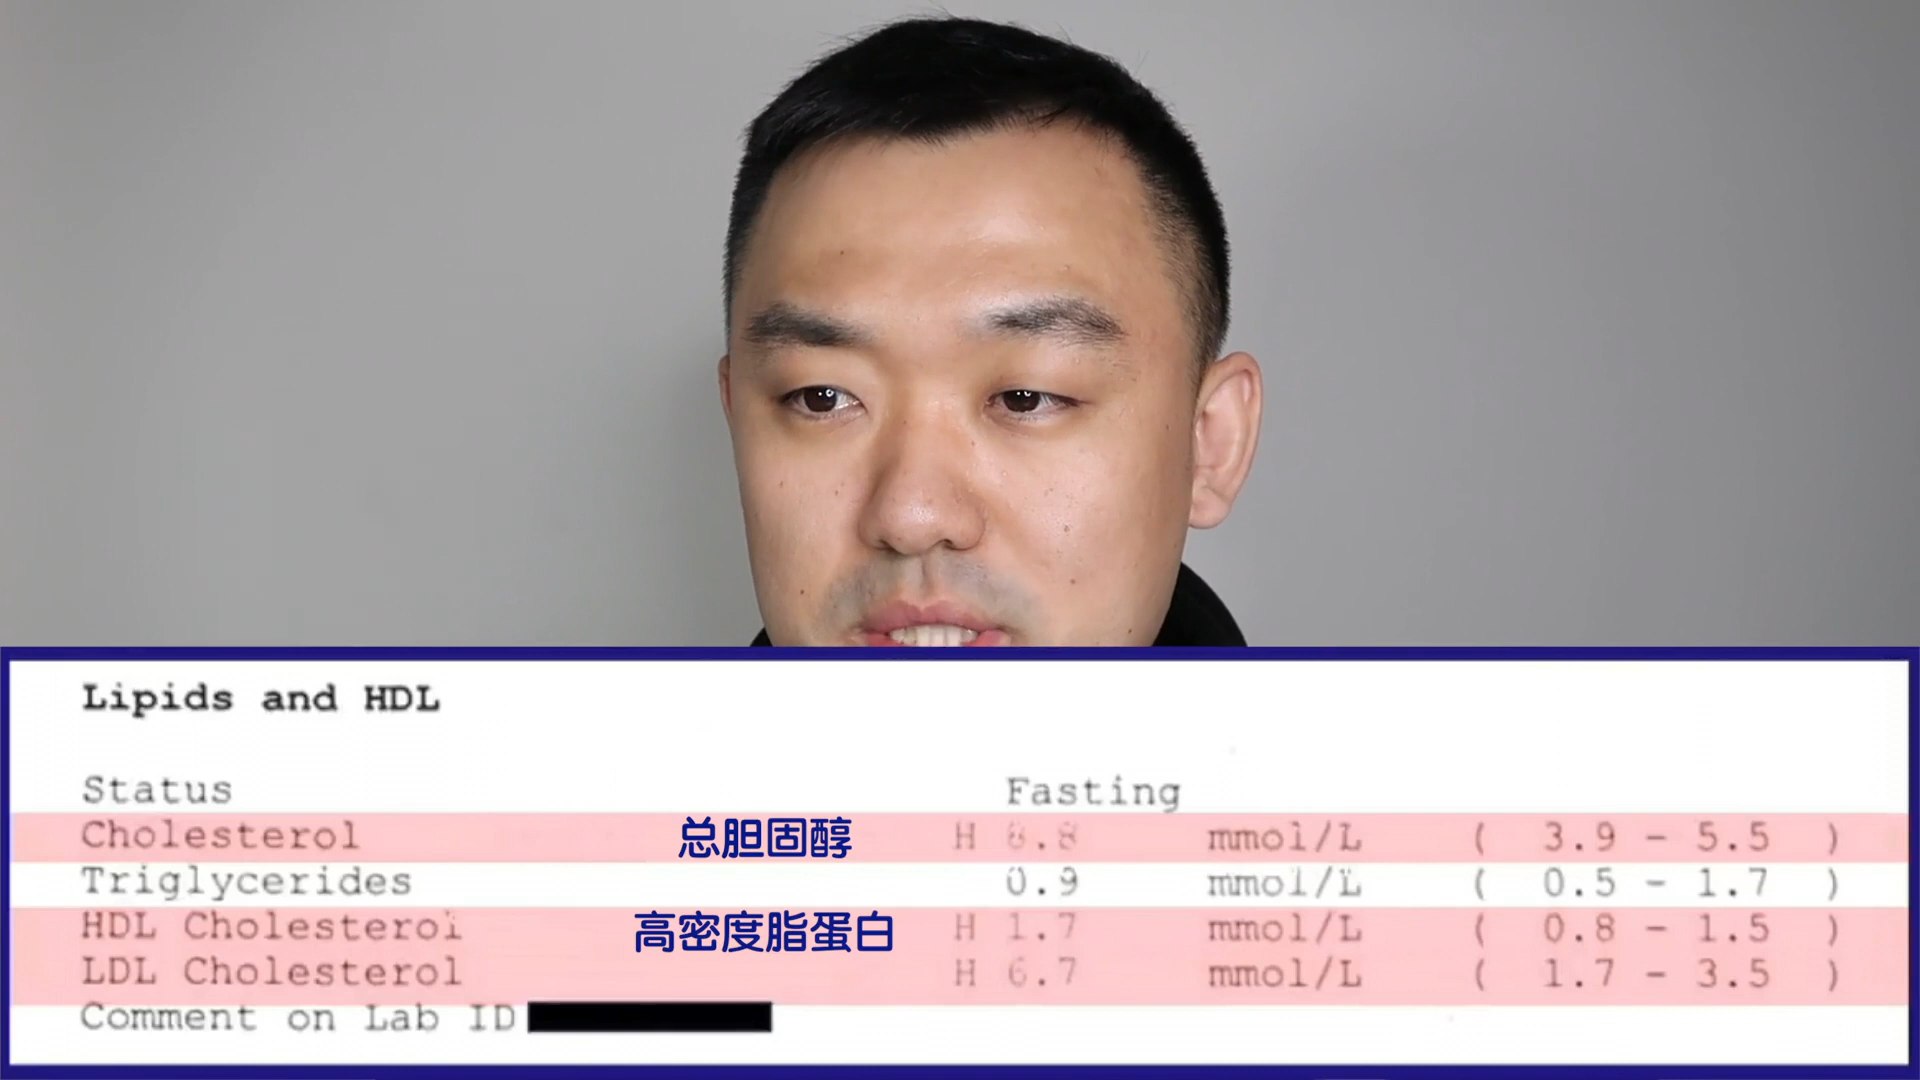 Lipids and HDL
Status Fasting
Cholesterol 总胆固醇 H 8.8 mmol/L ( 3.9 - 5.5 )
Triglycerides 0.9 mmol/L ( 0.5 - 1.7 )
HDL Cholesterol 高密度脂蛋白 H 1.7 mmol/L ( 0.8 - 1.5 )
LDL Cholesterol H 6.7 mmol/L ( 1.7 - 3.5 )
Comment on Lab ID